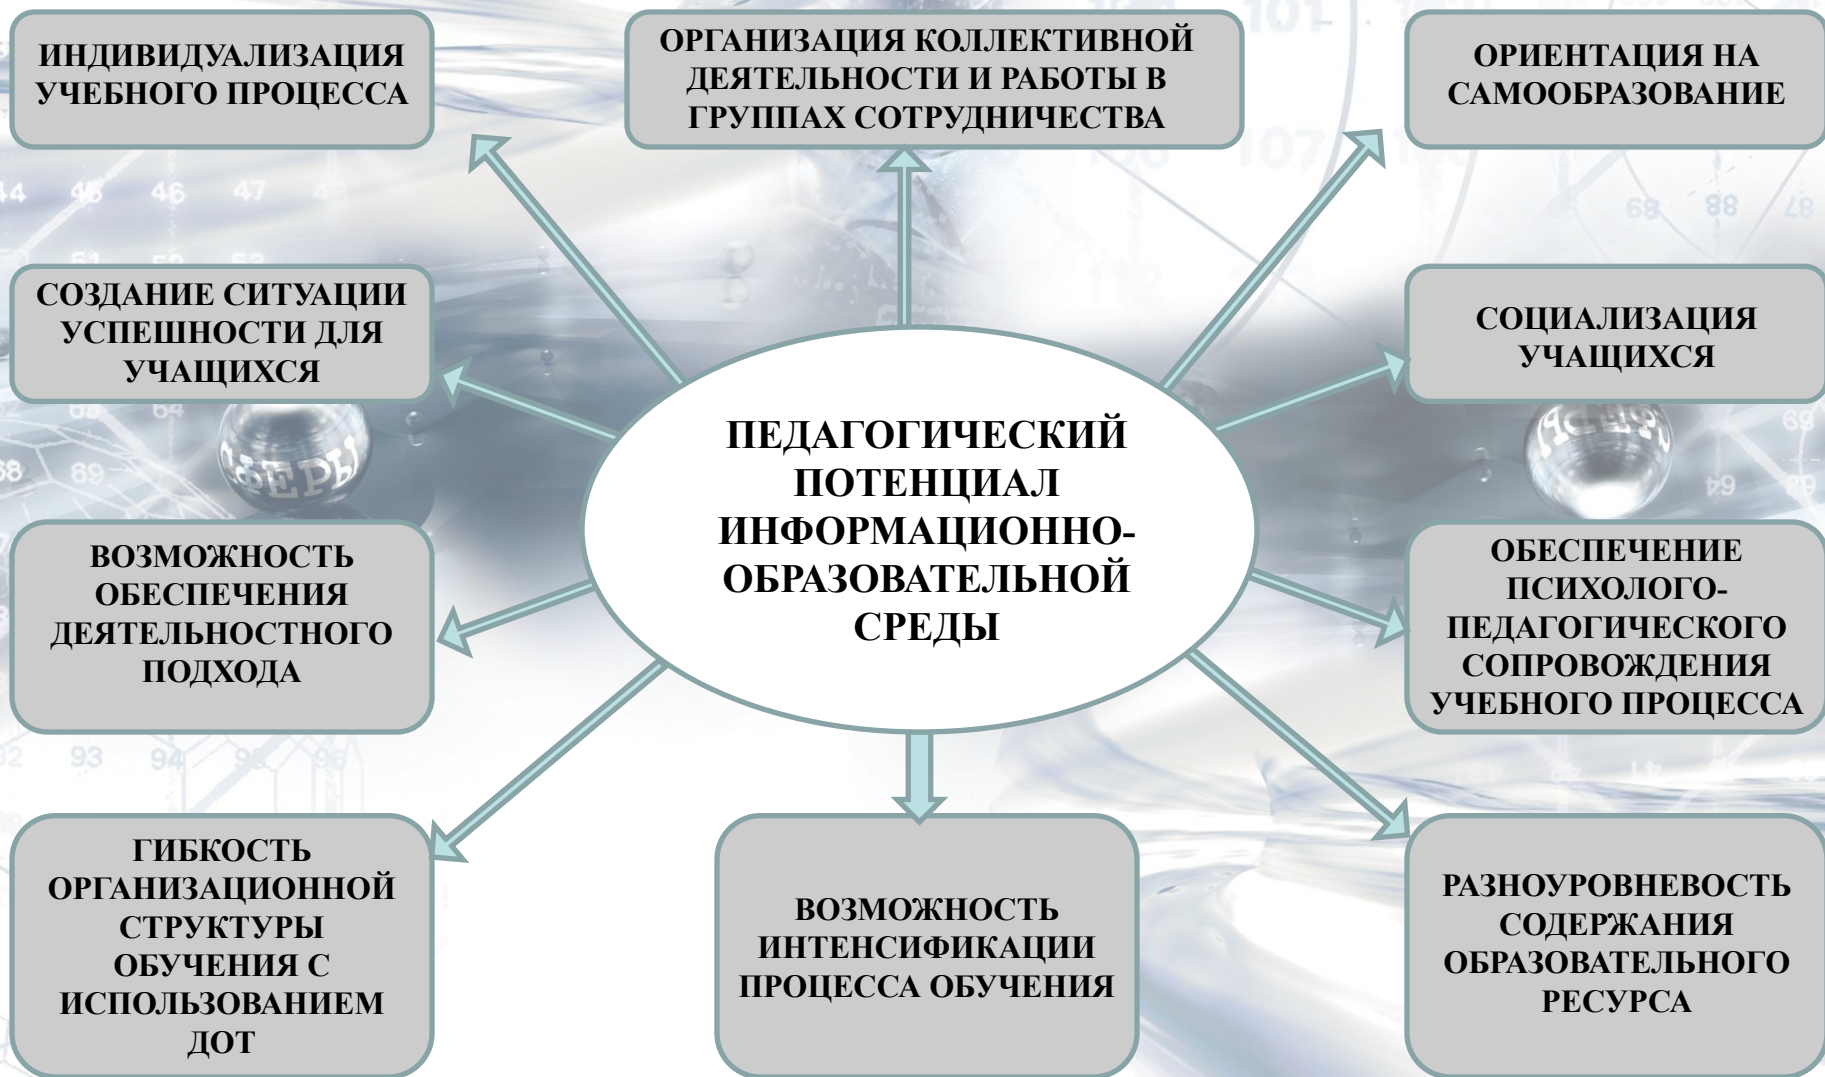 ИНДИВИДУАЛИЗАЦИЯ
УЧЕБНОГО ПРОЦЕССА
ОРГАНИЗАЦИЯ КОЛЛЕКТИВНОЙ
ДЕЯТЕЛЬНОСТИ И РАБОТЫ В
ГРУППАХ СОТРУДНИЧЕСТВА
ОРИЕНТАЦИЯ НА
САМООБРАЗОВАНИЕ
СОЗДАНИЕ СИТУАЦИИ
УСПЕШНОСТИ ДЛЯ
УЧАЩИХСЯ
СОЦИАЛИЗАЦИЯ
УЧАЩИХСЯ
ПЕДАГОГИЧЕСКИЙ
ПОТЕНЦИАЛ
ИНФОРМАЦИОННО-
ОБРАЗОВАТЕЛЬНОЙ
СРЕДЫ
ВОЗМОЖНОСТЬ
ОБЕСПЕЧЕНИЯ
ДЕЯТЕЛЬНОСТНОГО
ПОДХОДА
ОБЕСПЕЧЕНИЕ
ПСИХОЛОГО-
ПЕДАГОГИЧЕСКОГО
СОПРОВОЖДЕНИЯ
УЧЕБНОГО ПРОЦЕССА
ГИБКОСТЬ
ОРГАНИЗАЦИОННОЙ
СТРУКТУРЫ
ОБУЧЕНИЯ С
ИСПОЛЬЗОВАНИЕМ
ДОТ
ВОЗМОЖНОСТЬ
ИНТЕНСИФИКАЦИИ
ПРОЦЕССА ОБУЧЕНИЯ
РАЗНОУРОВНЕВОСТЬ
СОДЕРЖАНИЯ
ОБРАЗОВАТЕЛЬНОГО
РЕСУРСА